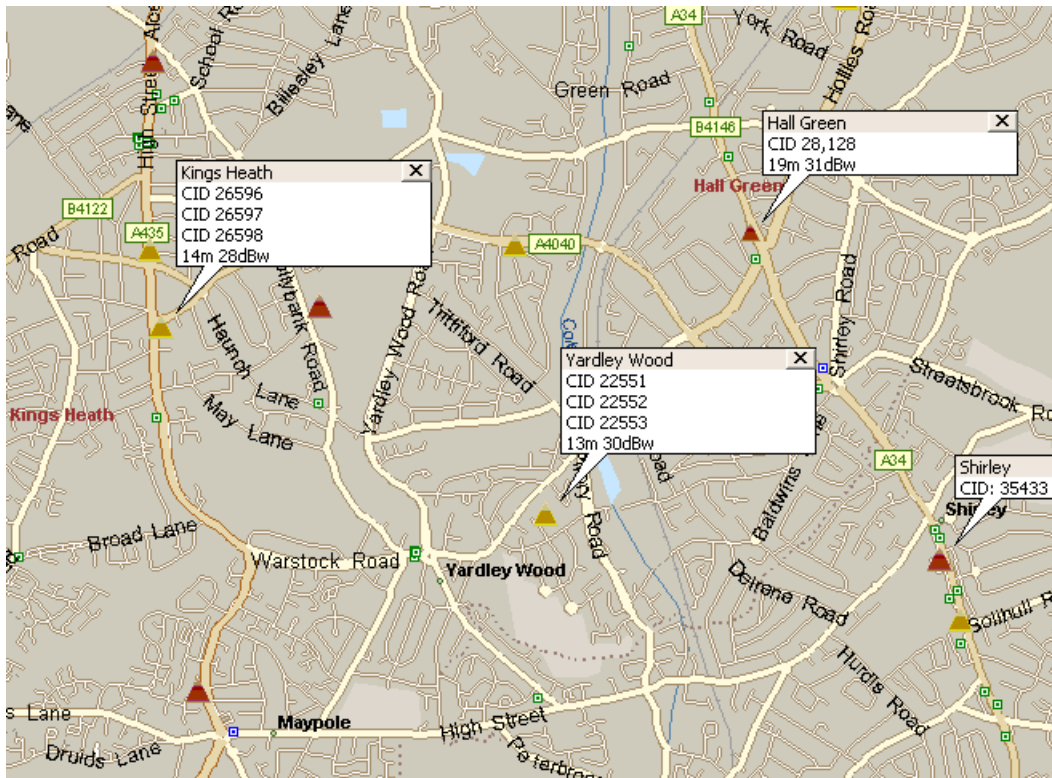 A34
York Road
Hollies Road
School
Billesley Lane
High Street
Green Road
B4146
Hall Green
CID 28,128
19m 31dBw
Hall Green
Kings Heath
CID 26596
CID 26597
CID 26598
14m 28dBw
B4122
A435
Road
A4040
Yardley Wood Road
Trittiford Road
Shirley Road
Haunch Lane
May Lane
Kings Heath
Yardley Wood
CID 22551
CID 22552
CID 22553
13m 30dBw
Streetsbrook
A34
Baldwins
Shirley
CID: 35433
Shirley
Broad Lane
Warstock Road
Yardley Wood
Road
Deirene Road
Solihull
Hurdis Road
Lane
Maypole
High Street
Druids Lane